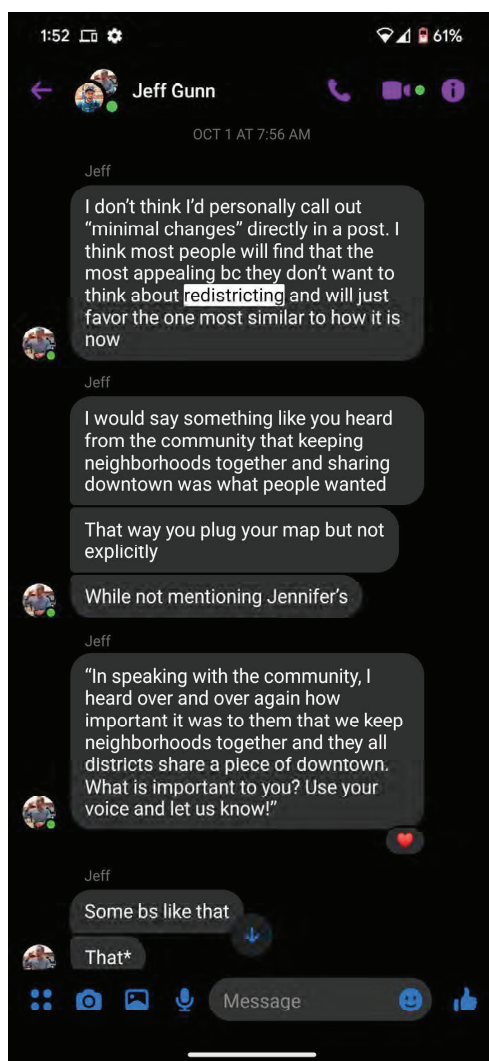 1:52 61%
Jeff Gunn
OCT 1 AT 7:56 AM
Jeff
I don't think I'd personally call out
"minimal changes" directly in a post. I
think most people will find that the
most appealing bc they don't want to
think about redistricting and will just
favor the one most similar to how it is
now
Jeff
I would say something like you heard
from the community that keeping
neighborhoods together and sharing
downtown was what people wanted
That way you plug your map but not
explicitly
While not mentioning Jennifer's
Jeff
"In speaking with the community, I
heard over and over again how
important it was to them that we keep
neighborhoods together and they all
districts share a piece of downtown.
What is important to you? Use your
voice and let us know!"
Jeff
Some bs like that
That*
Message